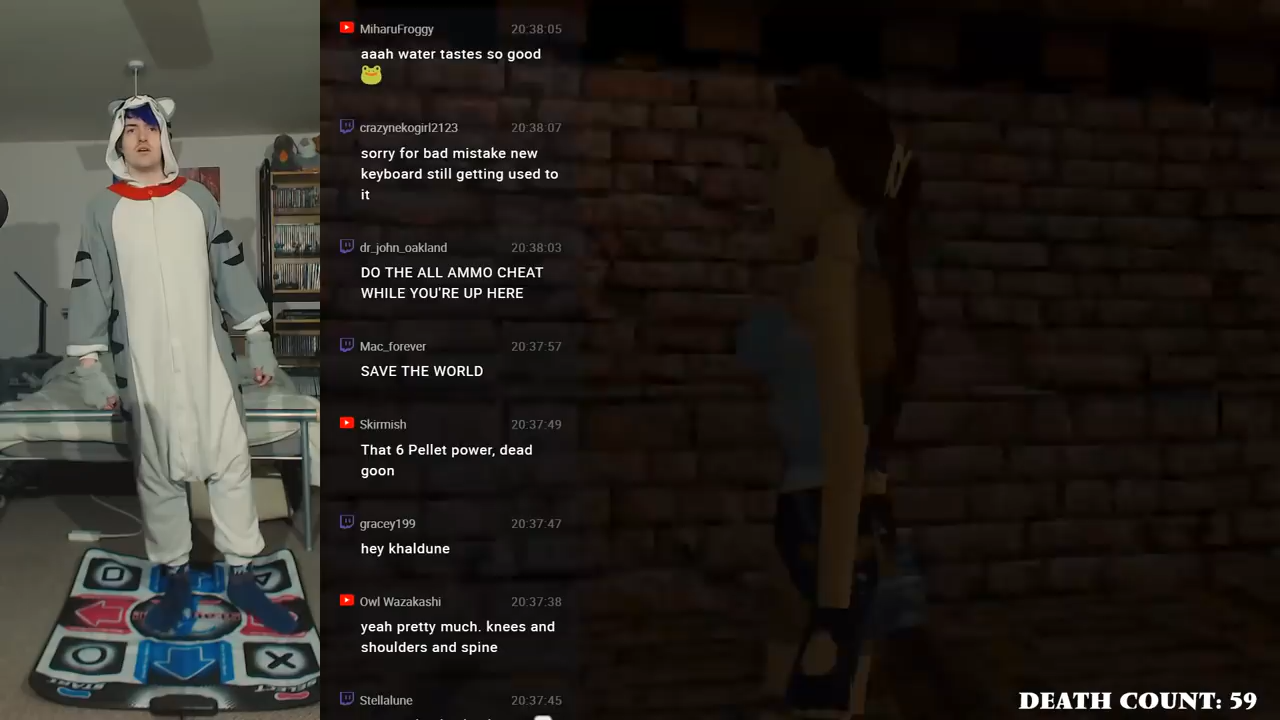 MiharuFroggy 20:38:05
aaah water tastes so good
crazynekogirl2123 20:38:07
sorry for bad mistake new
keyboard still getting used to
it
dr_john_oakland 20:38:03
DO THE ALL AMMO CHEAT
WHILE YOU'RE UP HERE
Mac_forever 20:37:57
SAVE THE WORLD
Skirmish 20:37:49
That 6 Pellet power, dead
goon
gracey199 20:37:47
hey khaldune
Owl Wazakashi 20:37:38
yeah pretty much. knees and
shoulders and spine
Stellalune 20:37:45
START
SELECT
DEATH COUNT: 59